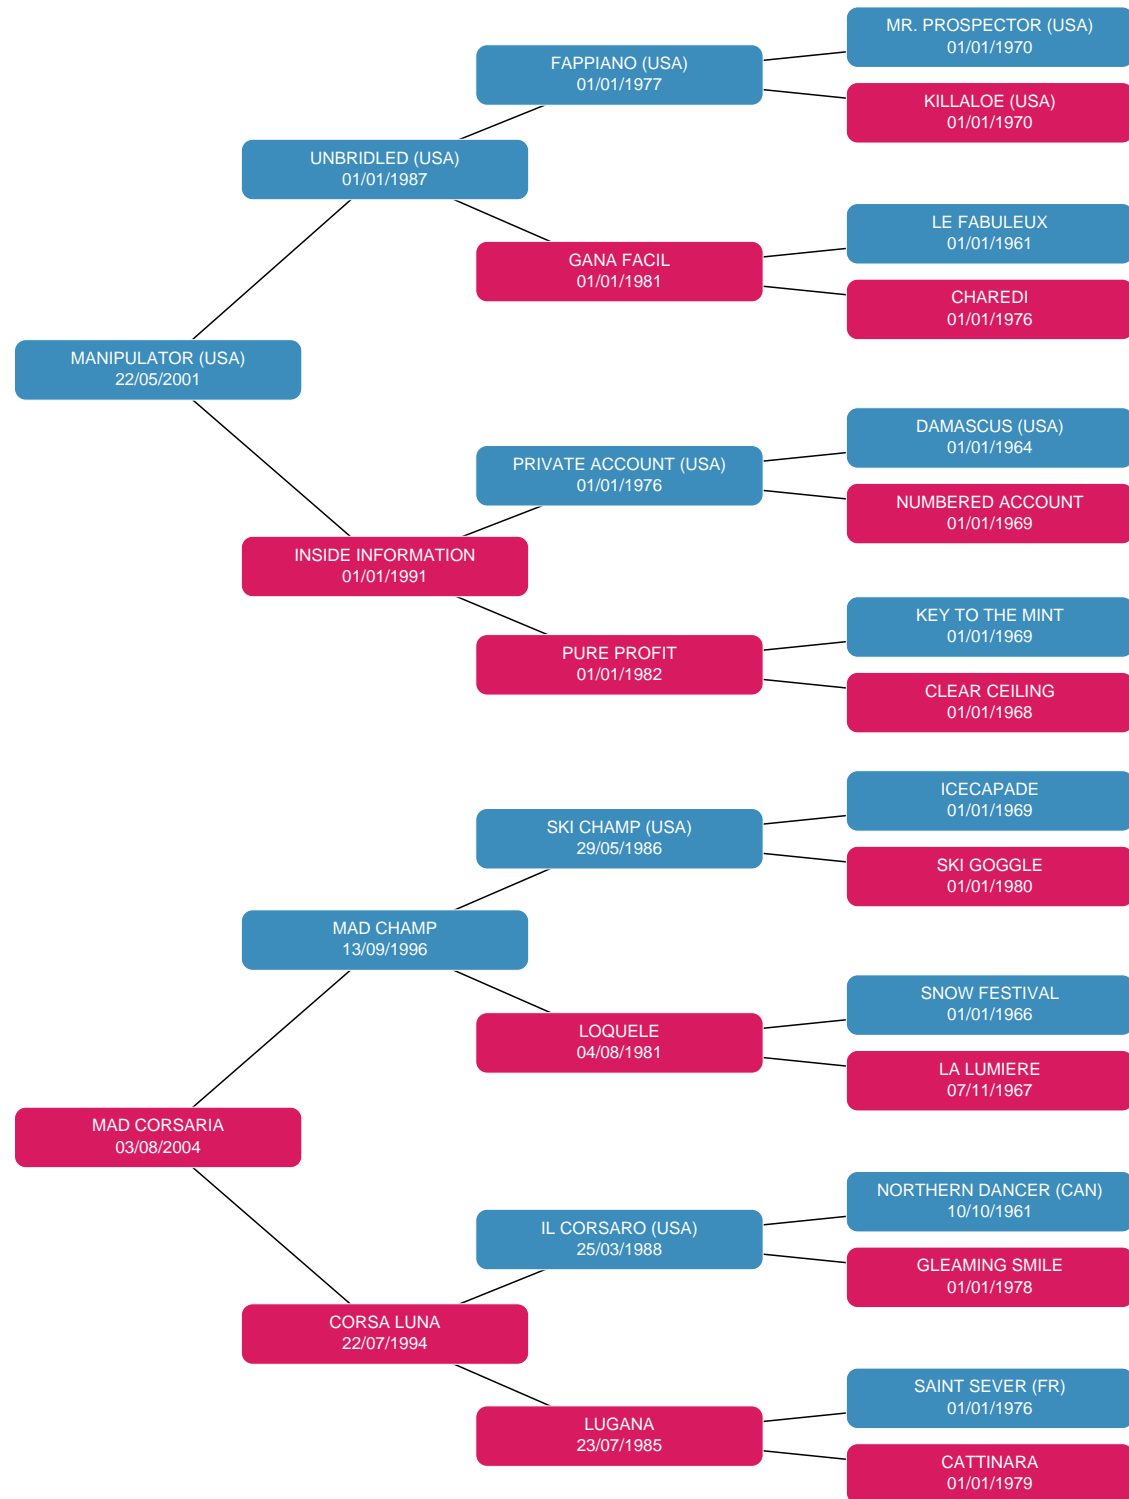 MR. PROSPECTOR (USA)
01/01/1970
FAPPIANO (USA)
01/01/1977
KILLALOE (USA)
01/01/1970
UNBRIDLED (USA)
01/01/1987
LE FABULEUX
01/01/1961
GANA FACIL
01/01/1981
CHAREDI
01/01/1976
MANIPULATOR (USA)
22/05/2001
DAMASCUS (USA)
01/01/1964
PRIVATE ACCOUNT (USA)
01/01/1976
NUMBERED ACCOUNT
01/01/1969
INSIDE INFORMATION
01/01/1991
KEY TO THE MINT
01/01/1969
PURE PROFIT
01/01/1982
CLEAR CEILING
01/01/1968
ICECAPADE
01/01/1969
SKI CHAMP (USA)
29/05/1986
SKI GOGGLE
01/01/1980
MAD CHAMP
13/09/1996
SNOW FESTIVAL
01/01/1966
LOQUELE
04/08/1981
LA LUMIERE
07/11/1967
MAD CORSARIA
03/08/2004
NORTHERN DANCER (CAN)
10/10/1961
IL CORSARO (USA)
25/03/1988
GLEAMING SMILE
01/01/1978
CORSA LUNA
22/07/1994
SAINT SEVER (FR)
01/01/1976
LUGANA
23/07/1985
CATTINARA
01/01/1979